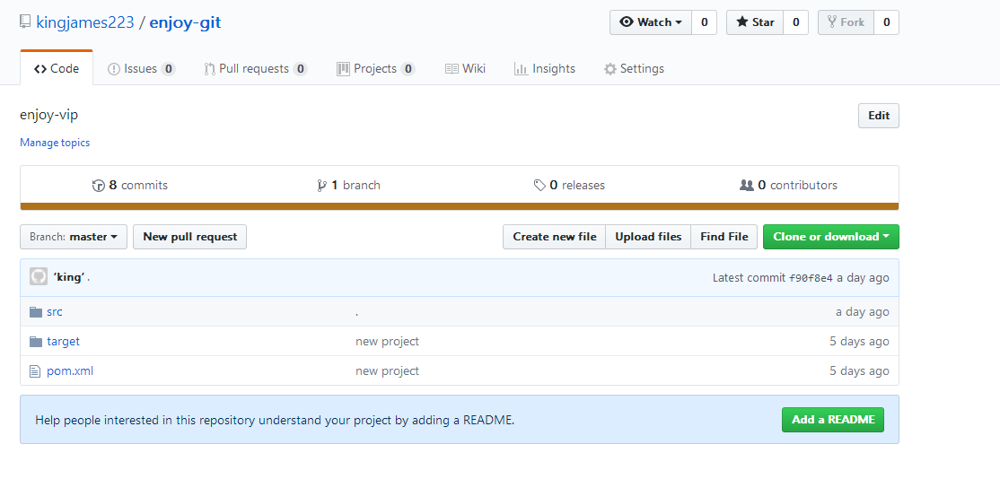 kingjames223 / enjoy-git
Watch 0 Star 0 Fork 0
Code Issues 0 Pull requests 0 Projects 0 Wiki Insights Settings
enjoy-vip
Edit
Manage topics
8 commits 1 branch 0 releases 0 contributors
Branch: master New pull request Create new file Upload files Find File Clone or download
‘king’ . Latest commit f90f8e4 a day ago
src . a day ago
target new project 5 days ago
pom.xml new project 5 days ago
Help people interested in this repository understand your project by adding a README. Add a README